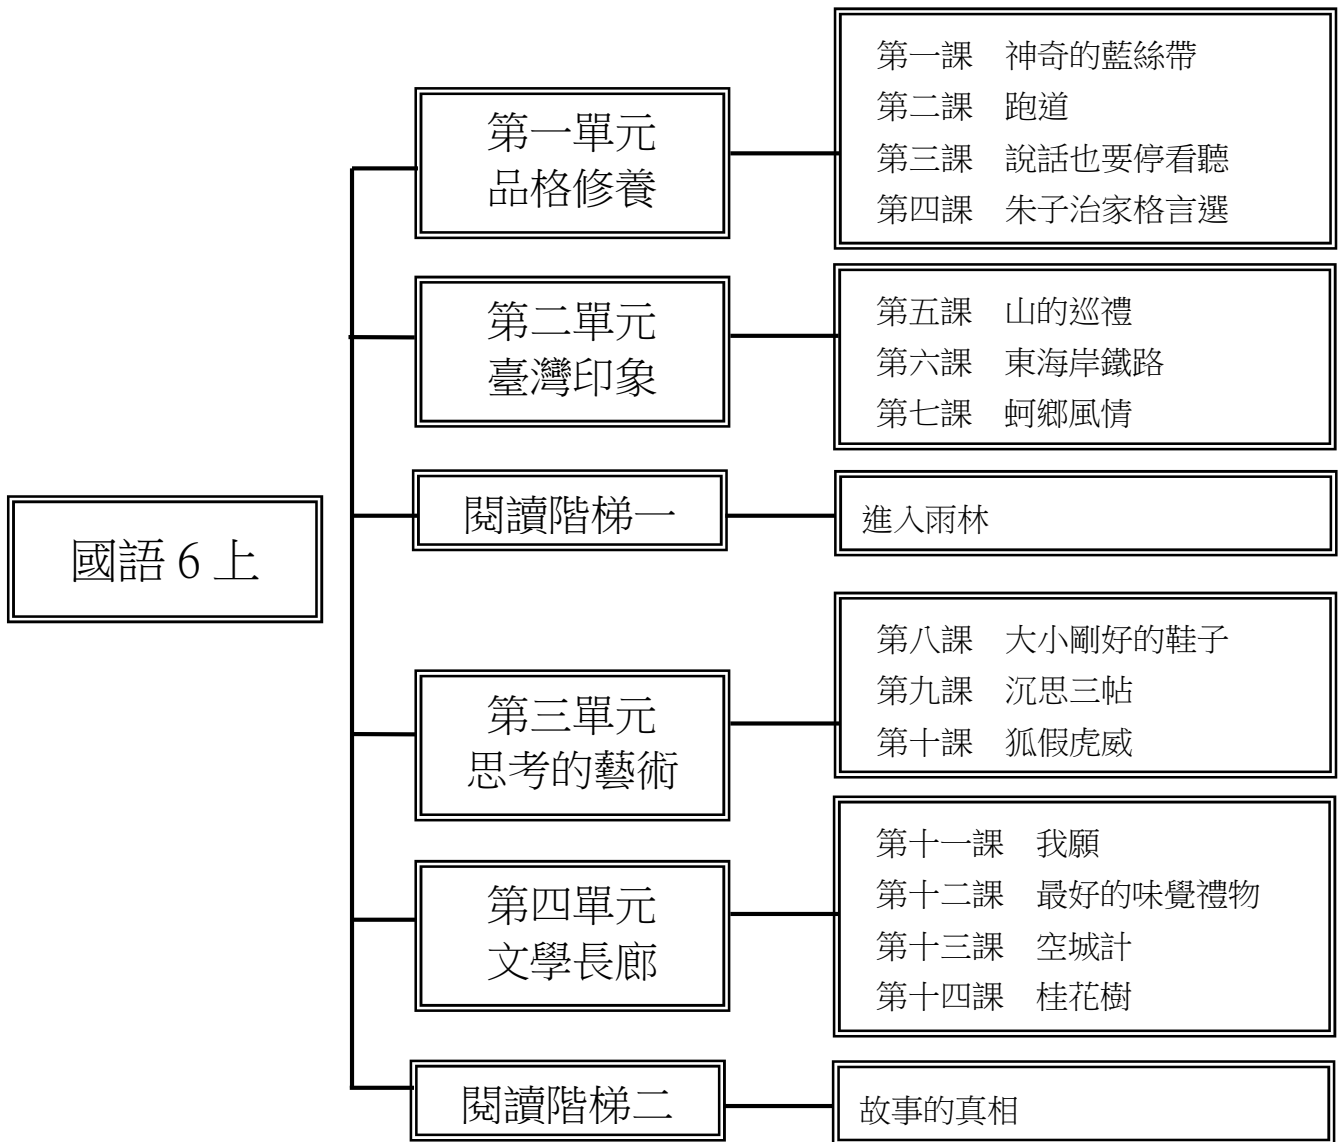 國語 6 上
第一單元
品格修養
第一課 神奇的藍絲帶
第二課 跑道
第三課 說話也要停看聽
第四課 朱子治家格言選
第二單元
臺灣印象
第五課 山的巡禮
第六課 東海岸鐵路
第七課 蚵鄉風情
閱讀階梯一
進入雨林
第三單元
思考的藝術
第八課 大小剛好的鞋子
第九課 沉思三帖
第十課 狐假虎威
第四單元
文學長廊
第十一課 我願
第十二課 最好的味覺禮物
第十三課 空城計
第十四課 桂花樹
閱讀階梯二
故事的真相